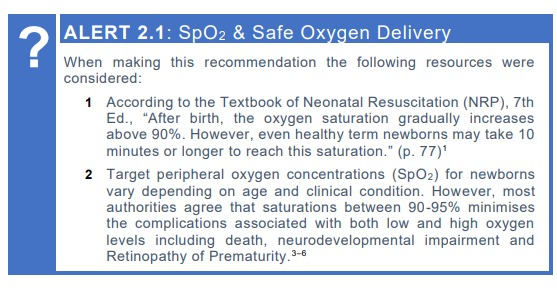 ?
ALERT 2.1: SpO₂ & Safe Oxygen Delivery
When making this recommendation the following resources were
considered:
1 According to the Textbook of Neonatal Resuscitation (NRP), 7th
Ed., “After birth, the oxygen saturation gradually increases
above 90%. However, even healthy term newborns may take 10
minutes or longer to reach this saturation.” (p. 77)¹
2 Target peripheral oxygen concentrations (SpO₂) for newborns
vary depending on age and clinical condition. However, most
authorities agree that saturations between 90-95% minimises
the complications associated with both low and high oxygen
levels including death, neurodevelopmental impairment and
Retinopathy of Prematurity.³⁻⁶